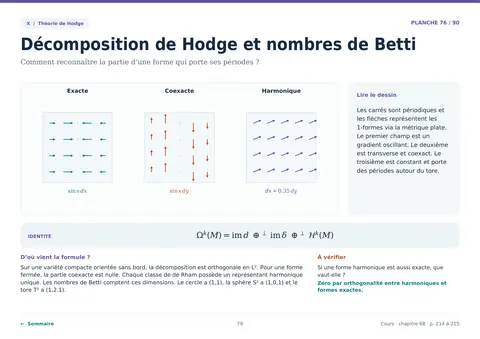 X / Théorie de Hodge
PLANCHE 76 / 90
Décomposition de Hodge et nombres de Betti
Comment reconnaître la partie d'une forme qui porte ses périodes ?
Exacte
Coexacte
Harmonique
sin x dx
sin x dy
dx + 0.35 dy
Lire le dessin
Les carrés sont périodiques et
les flèches représentent les
1-formes via la métrique plate.
Le premier champ est un
gradient oscillant. Le deuxième
est transverse et coexact. Le
troisième est constant et porte
des périodes autour du tore.
IDENTITÉ
Ωᵏ(M) = im d ⊕⊥ im δ ⊕⊥ ℋᵏ(M)
D'où vient la formule ?
Sur une variété compacte orientée sans bord, la décomposition est orthogonale en L². Pour une forme
fermée, la partie coexacte est nulle. Chaque classe de de Rham possède un représentant harmonique
unique. Les nombres de Betti comptent ces dimensions. Le cercle a (1,1), la sphère S² a (1,0,1) et le
tore T² a (1,2,1).
À vérifier
Si une forme harmonique est aussi exacte, que
vaut-elle ?
Zéro par orthogonalité entre harmoniques et
formes exactes.
← Sommaire
79
Cours · chapitre 68 · p. 214 à 215